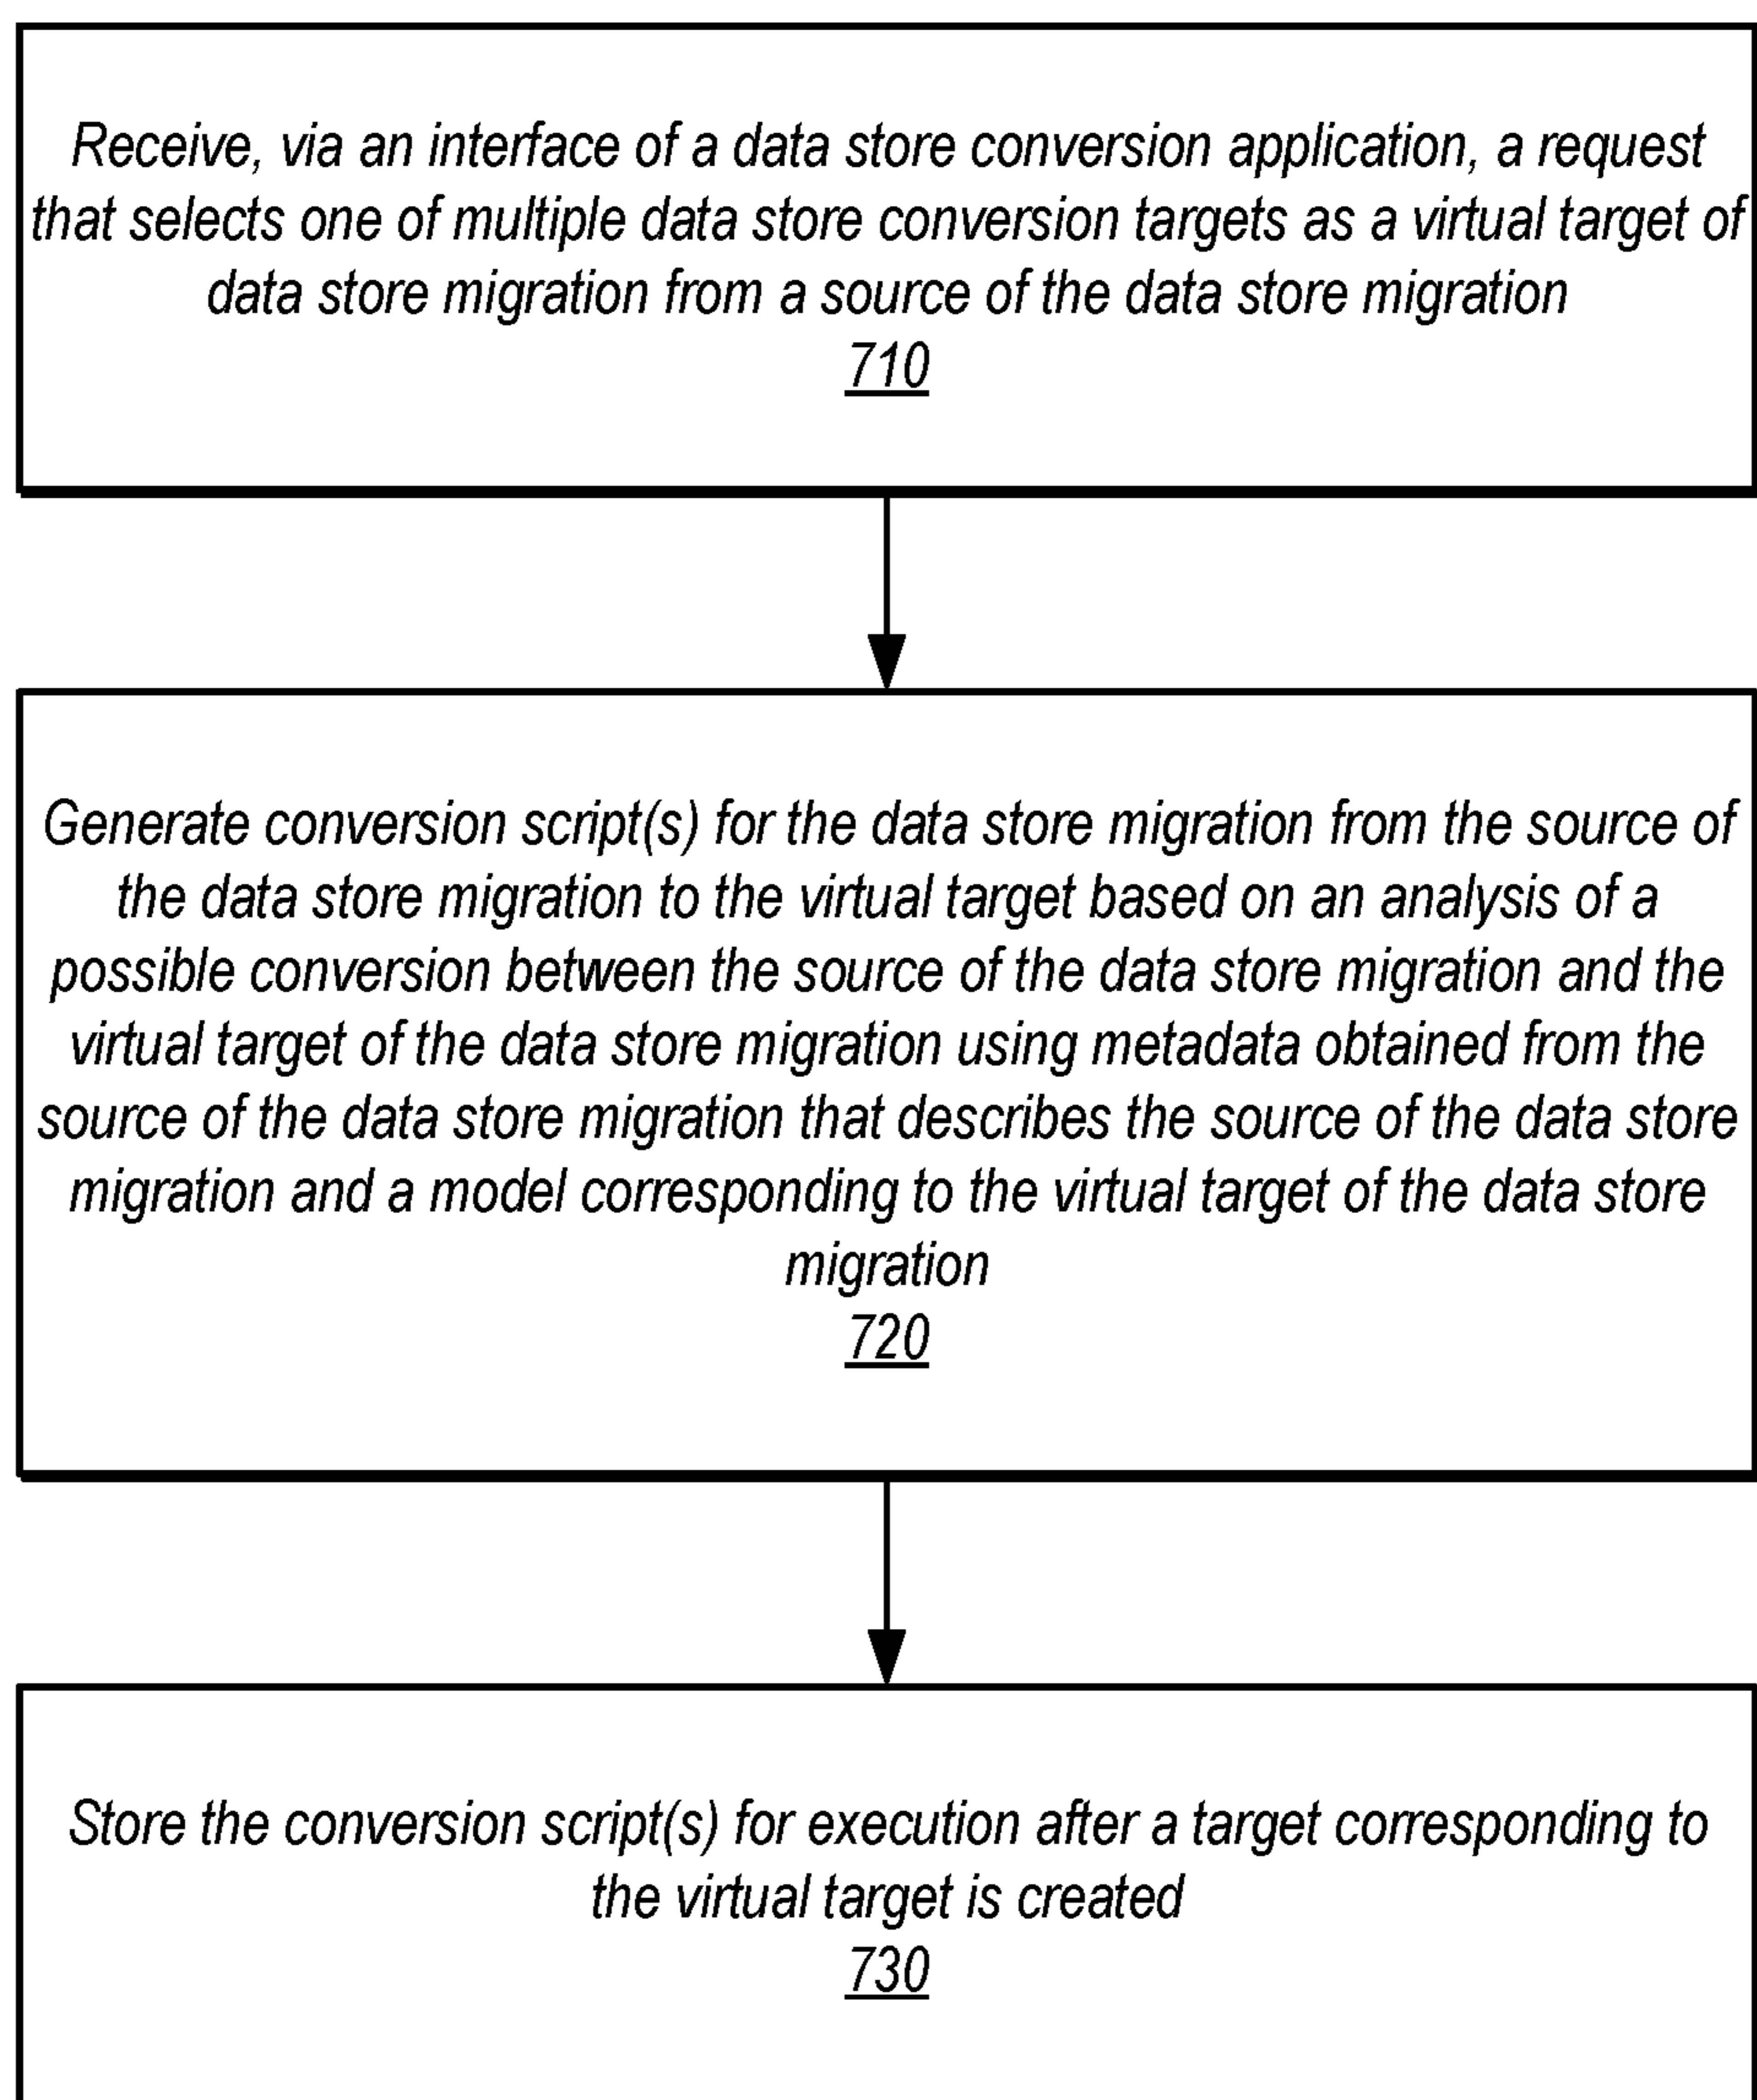 Receive, via an interface of a data store conversion application, a request
that selects one of multiple data store conversion targets as a virtual target of
data store migration from a source of the data store migration
710
Generate conversion script(s) for the data store migration from the source of
the data store migration to the virtual target based on an analysis of a
possible conversion between the source of the data store migration and the
virtual target of the data store migration using metadata obtained from the
source of the data store migration that describes the source of the data store
migration and a model corresponding to the virtual target of the data store
migration
720
Store the conversion script(s) for execution after a target corresponding to
the virtual target is created
730